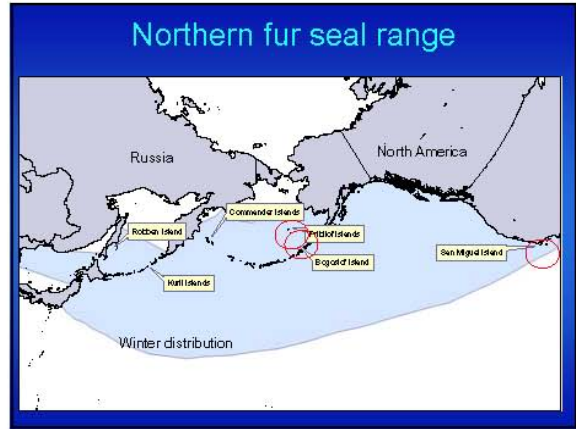 Northern fur seal range
Russia
North America
Commander Islands
Robben Island
Pribilof Islands
San Miguel Island
Bogoslof Island
Kuril Islands
Winter distribution